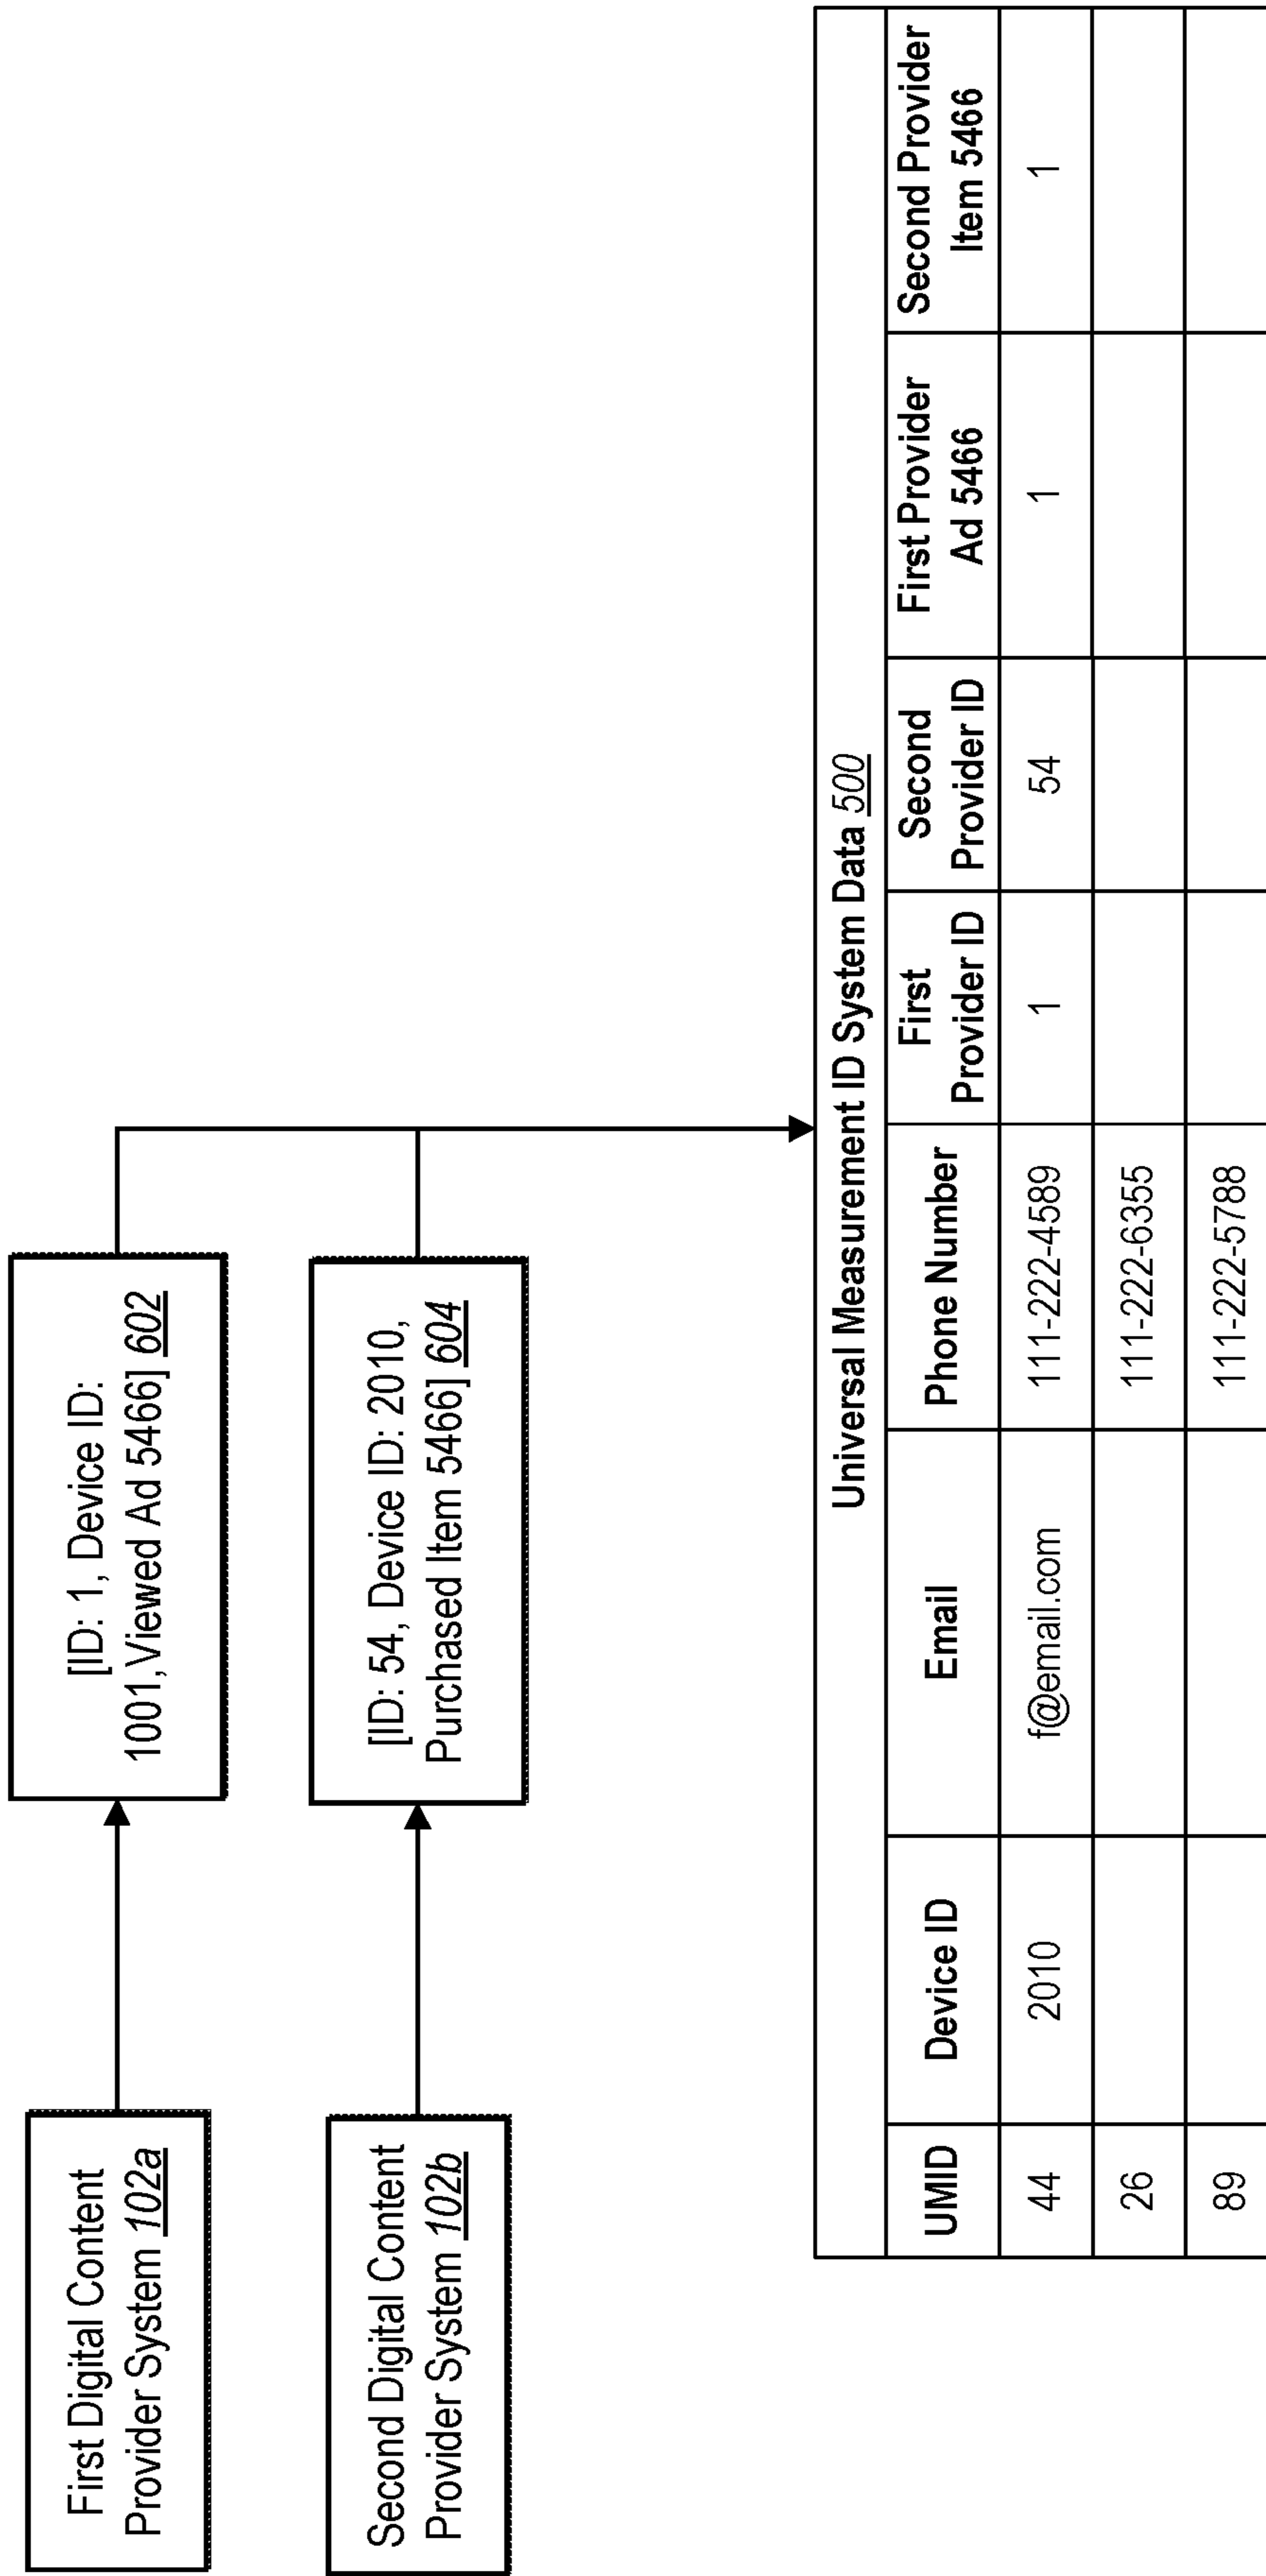 First Digital Content
Provider System 102a
[ID: 1, Device ID:
1001,Viewed Ad 5466] 602
Second Digital Content
Provider System 102b
[ID: 54, Device ID: 2010,
Purchased Item 5466] 604
Universal Measurement ID System Data 500
UMID
Device ID
Email
Phone Number
First
Provider ID
Second
Provider ID
First Provider
Ad 5466
Second Provider
Item 5466
44
2010
f@email.com
111-222-4589
1
54
1
1
26
111-222-6355
89
111-222-5788